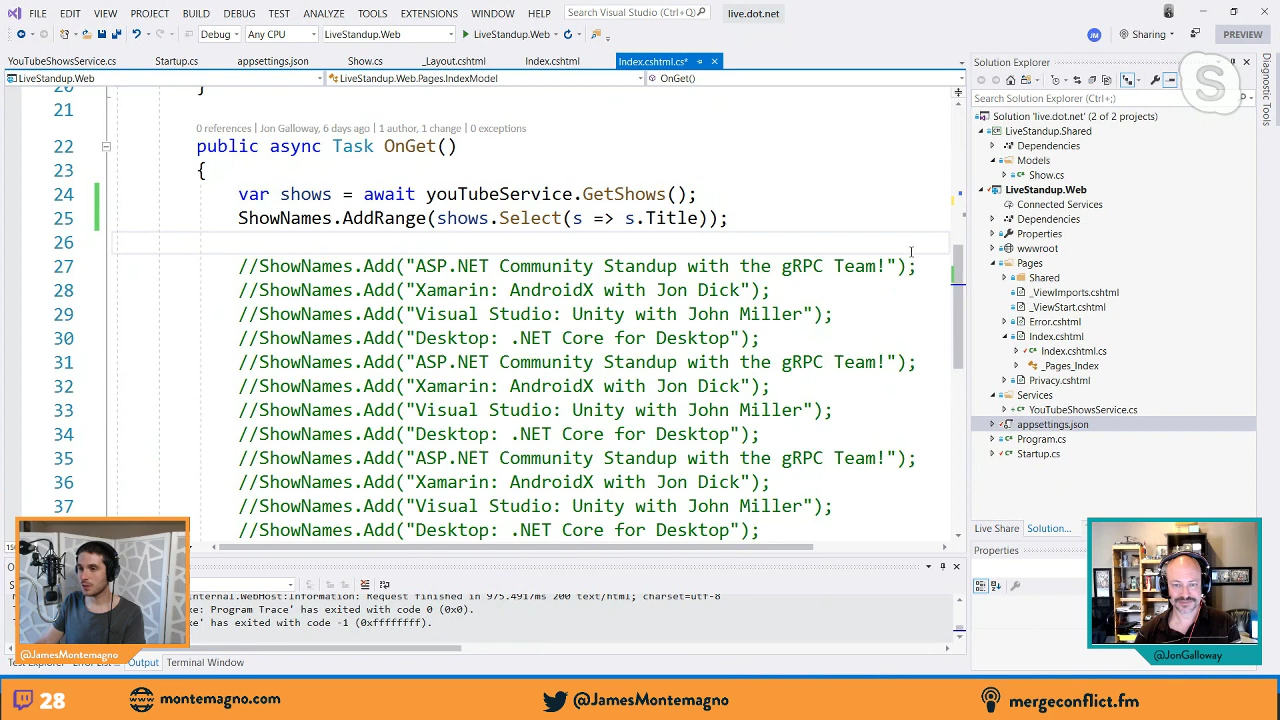 FILE EDIT VIEW PROJECT BUILD DEBUG TEST ANALYZE TOOLS EXTENSIONS WINDOW HELP Search Visual Studio (Ctrl+Q) live.dot.net
Debug Any CPU LiveStandup.Web LiveStandup.Web JM Sharing PREVIEW
YouTubeShowsService.cs Startup.cs appsettings.json Show.cs _Layout.cshtml Index.cshtml Index.cshtml.cs*
LiveStandup.Web LiveStandup.Web.Pages.IndexModel OnGet()
20 }
21
0 references | Jon Galloway, 6 days ago | 1 author, 1 change | 0 exceptions
22 public async Task OnGet()
23 {
24 var shows = await youTubeService.GetShows();
25 ShowNames.AddRange(shows.Select(s => s.Title));
26
27 //ShowNames.Add("ASP.NET Community Standup with the gRPC Team!");
28 //ShowNames.Add("Xamarin: AndroidX with Jon Dick");
29 //ShowNames.Add("Visual Studio: Unity with John Miller");
30 //ShowNames.Add("Desktop: .NET Core for Desktop");
31 //ShowNames.Add("ASP.NET Community Standup with the gRPC Team!");
32 //ShowNames.Add("Xamarin: AndroidX with Jon Dick");
33 //ShowNames.Add("Visual Studio: Unity with John Miller");
34 //ShowNames.Add("Desktop: .NET Core for Desktop");
35 //ShowNames.Add("ASP.NET Community Standup with the gRPC Team!");
36 //ShowNames.Add("Xamarin: AndroidX with Jon Dick");
37 //ShowNames.Add("Visual Studio: Unity with John Miller");
//ShowNames.Add("Desktop: .NET Core for Desktop");
Solution Explorer
Search Solution Explorer (Ctrl+;)
Solution 'live.dot.net' (2 of 2 projects)
LiveStandup.Shared
Dependencies
Models
Show.cs
LiveStandup.Web
Connected Services
Dependencies
Properties
wwwroot
Pages
Shared
_ViewImports.cshtml
_ViewStart.cshtml
Error.cshtml
Index.cshtml
Index.cshtml.cs
_Pages_Index
Privacy.cshtml
Services
YouTubeShowsService.cs
appsettings.json
Program.cs
Startup.cs
Live Share Solution...
Properties
Diagnostic Tools
S
Internal.WebHost:Information: Request finished in 977.4917ms 200 text/html; charset=utf-8
: Program Trace' has exited with code 0 (0x0).
' has exited with code -1 (0xffffffff).
Output Terminal Window
@JamesMontemagno
@JonGalloway
28 montemagno.com @JamesMontemagno mergeconflict.fm